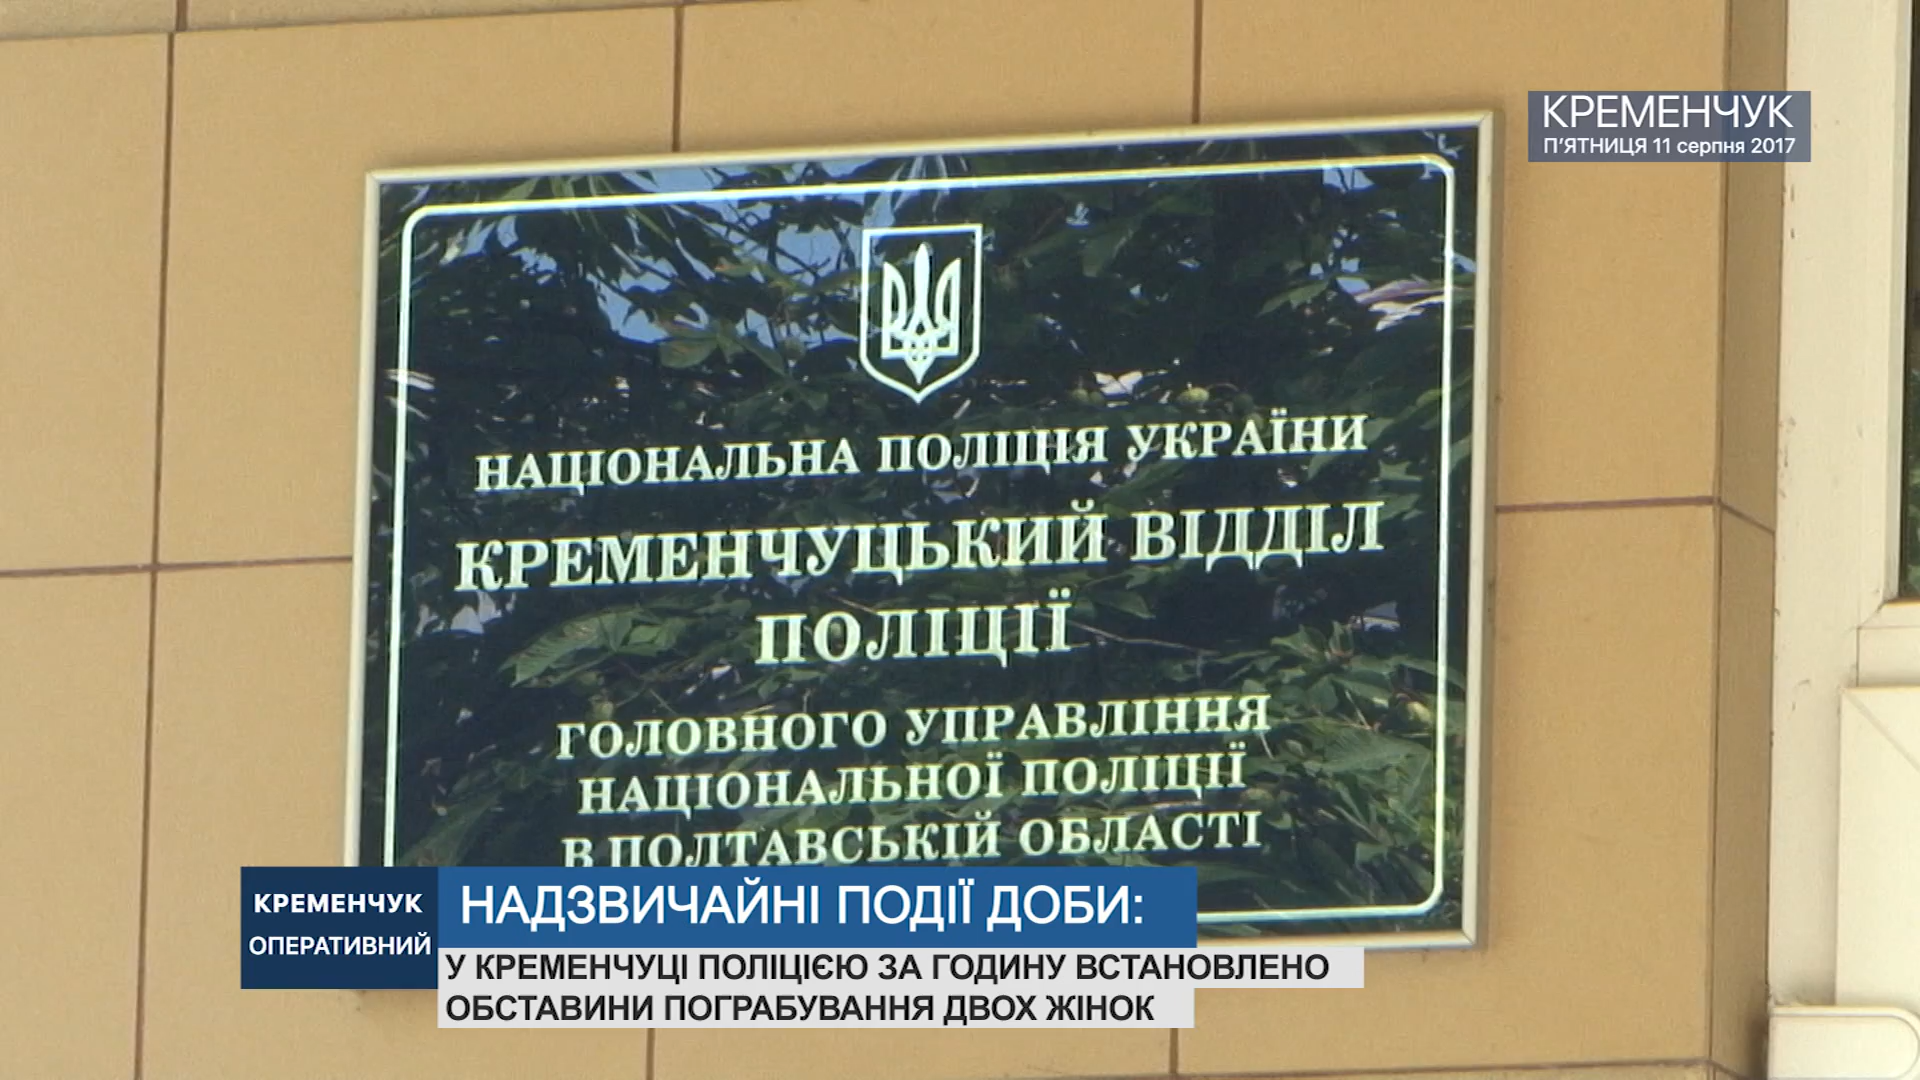 КРЕМЕНЧУК
П'ЯТНИЦЯ 11 серпня 2017
НАЦІОНАЛЬНА ПОЛІЦІЯ УКРАЇНИ
КРЕМЕНЧУЦЬКИЙ ВІДДІЛ
ПОЛІЦІЇ
ГОЛОВНОГО УПРАВЛІННЯ
НАЦІОНАЛЬНОЇ ПОЛІЦІЇ
В ПОЛТАВСЬКІЙ ОБЛАСТІ
КРЕМЕНЧУК
ОПЕРАТИВНИЙ
НАДЗВИЧАЙНІ ПОДІЇ ДОБИ:
У КРЕМЕНЧУЦІ ПОЛІЦІЄЮ ЗА ГОДИНУ ВСТАНОВЛЕНО
ОБСТАВИНИ ПОГРАБУВАННЯ ДВОХ ЖІНОК